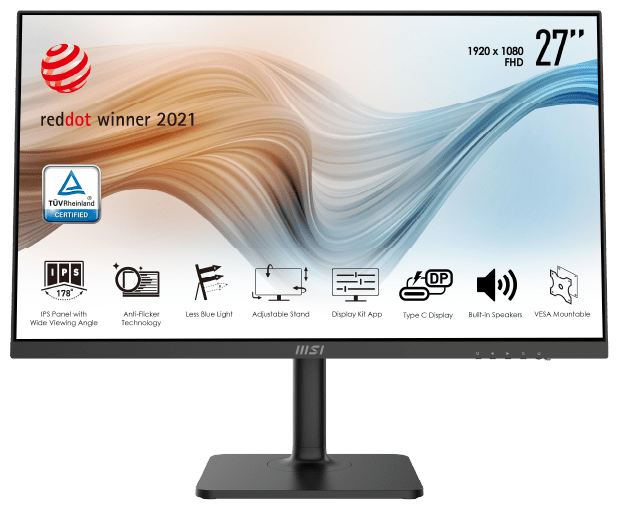 1920 x 1080
FHD
27”
reddot winner 2021
TÜVRheinland®
CERTIFIED
IPS
178°
IPS Panel with
Wide Viewing Angle
Anti-Flicker
Technology
Less Blue Light
Adjustable Stand
Display Kit App
DP
Type C Display
Built-in Speakers
VESA Mountable
msi